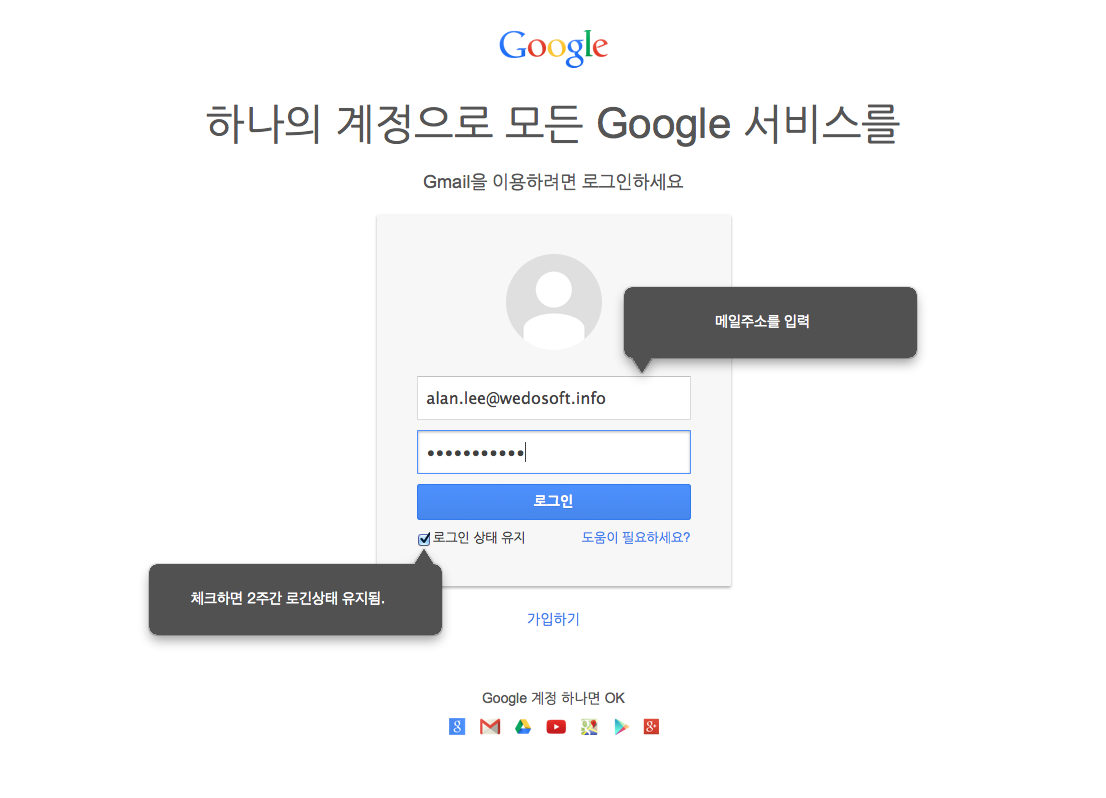 Google
하나의 계정으로 모든 Google 서비스를
Gmail을 이용하려면 로그인하세요
메일주소를 입력
alan.lee@wedosoft.info
•••••••••••
로그인
로그인 상태 유지 도움이 필요하세요?
체크하면 2주간 로긴상태 유지됨.
가입하기
Google 계정 하나면 OK